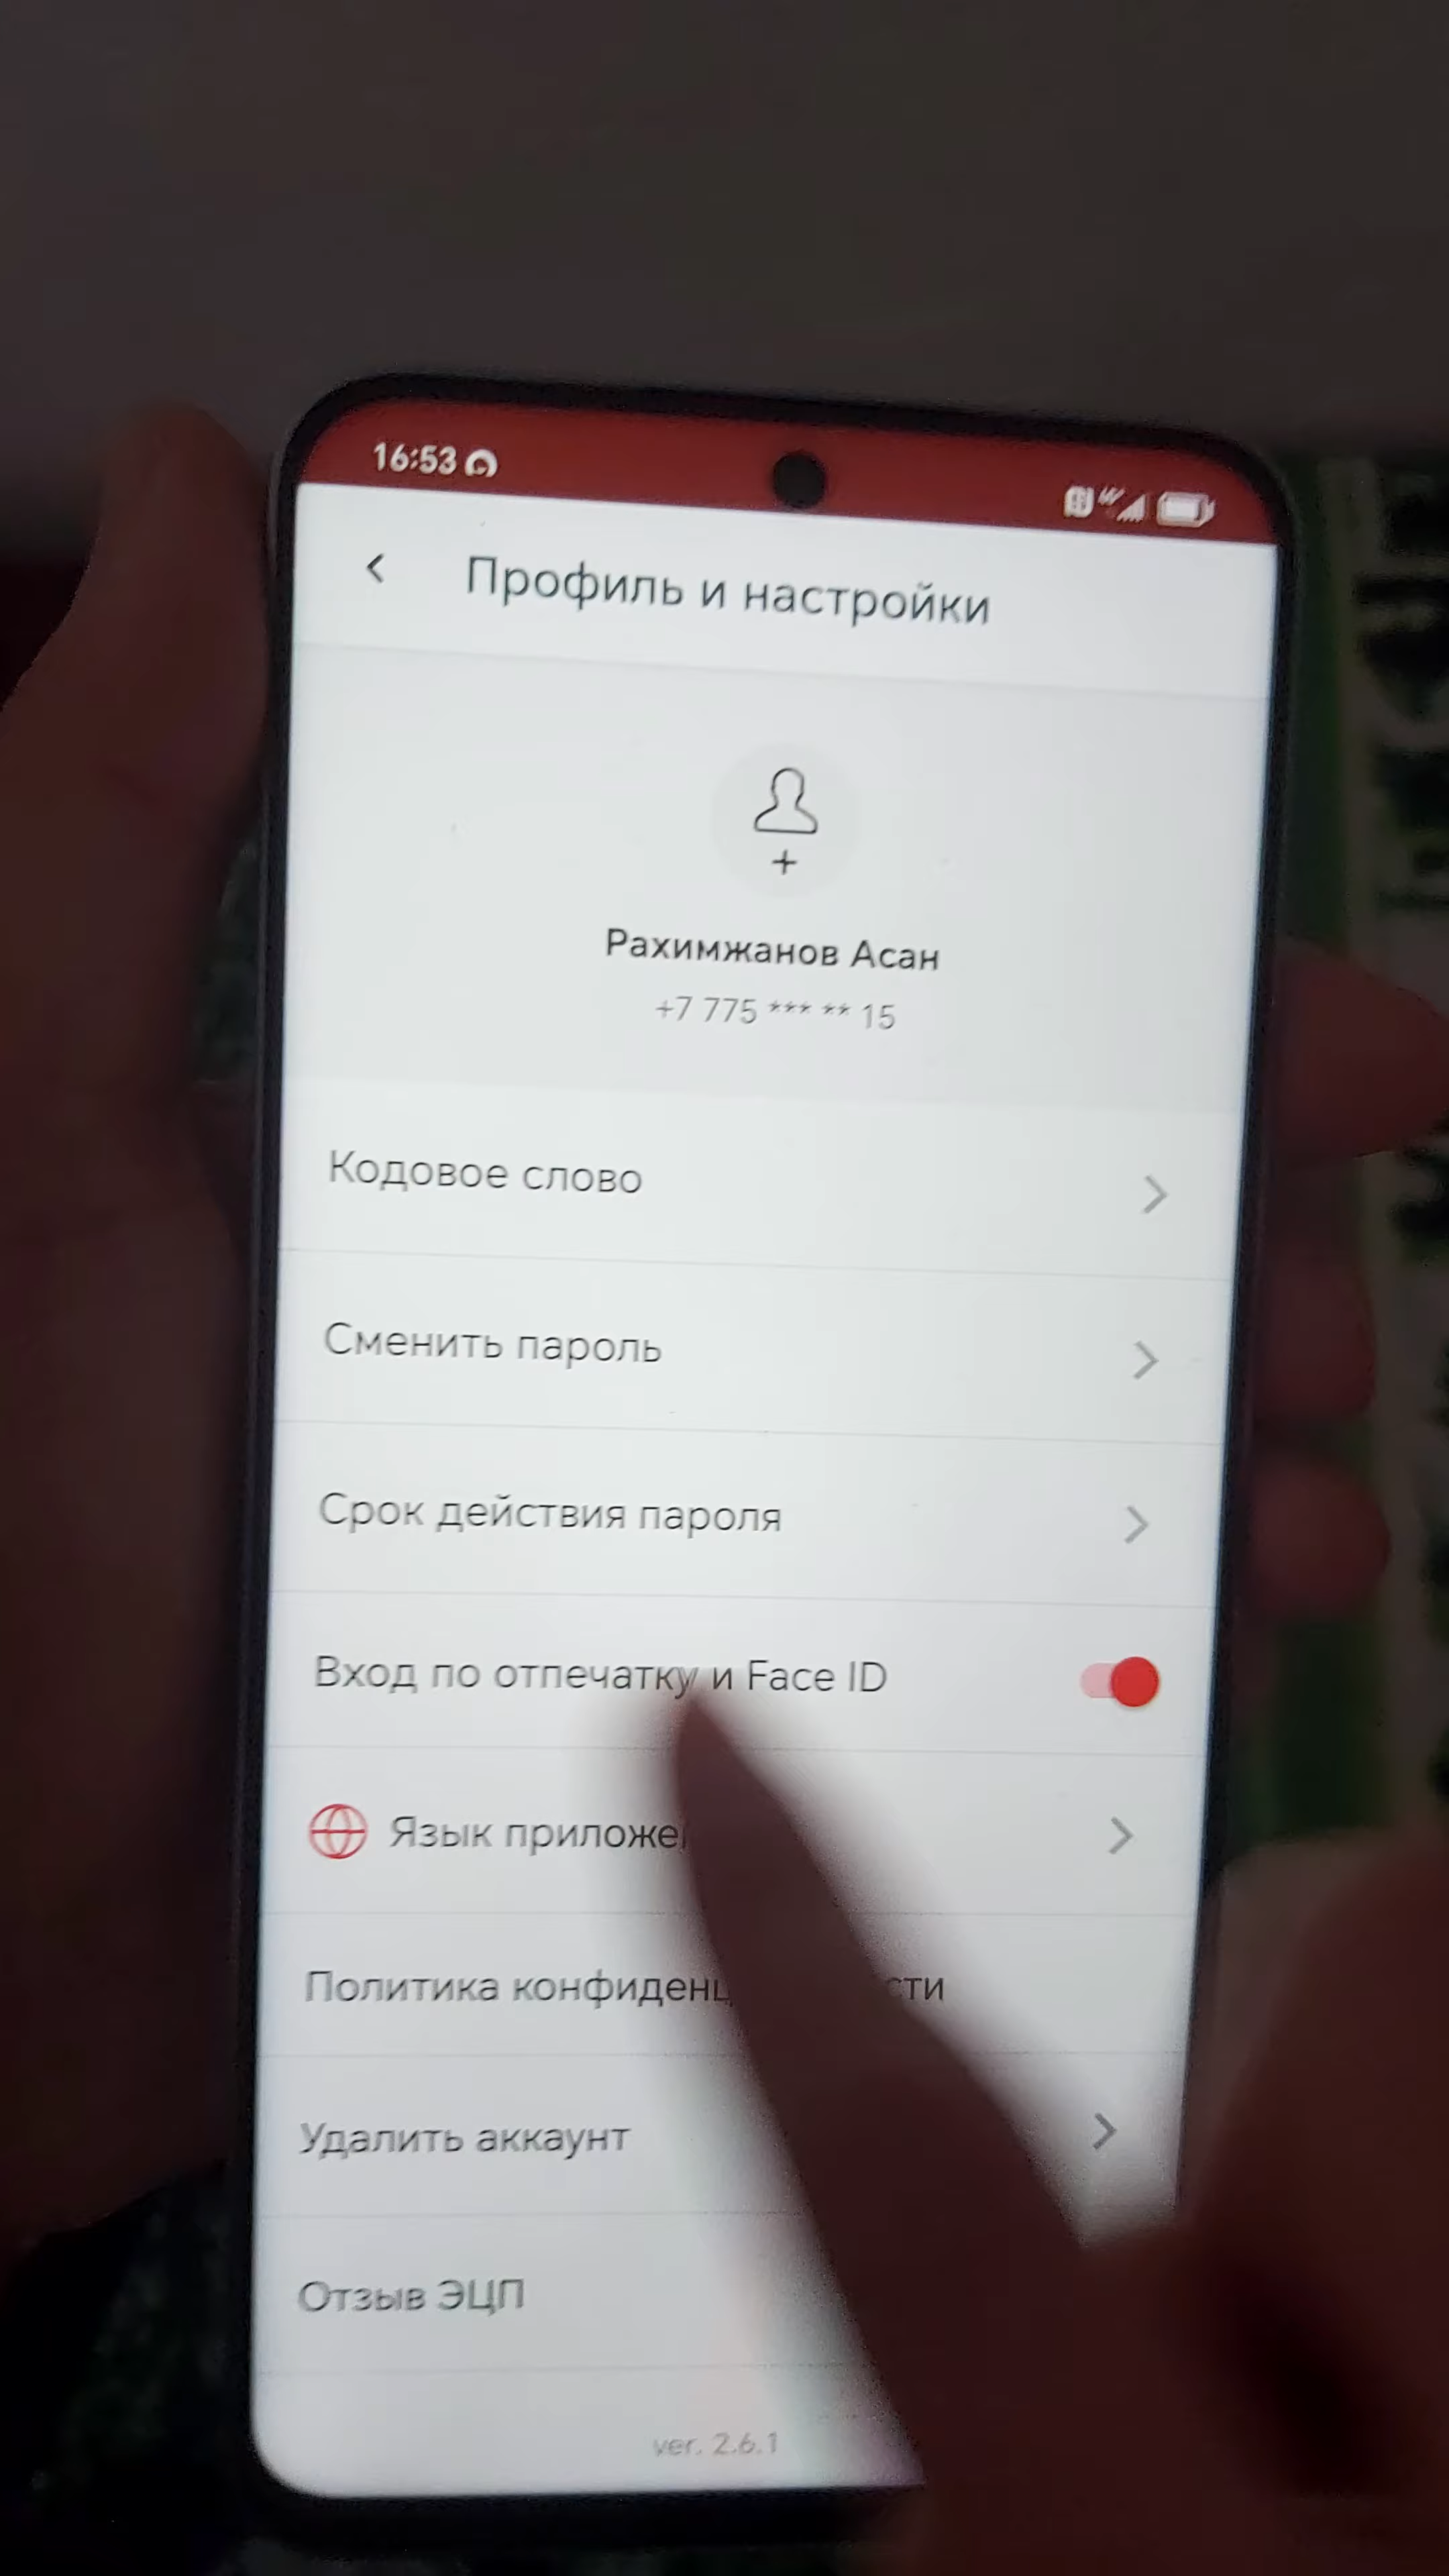 16:53
Профиль и настройки
Рахимжанов Асан
+7 775 *** ** 15
Кодовое слово
Сменить пароль
Срок действия пароля
Вход по отпечатку и Face ID
Язык приложе
Политика конфиденц сти
Удалить аккаунт
Отзыв ЭЦП
ver. 2.6.1